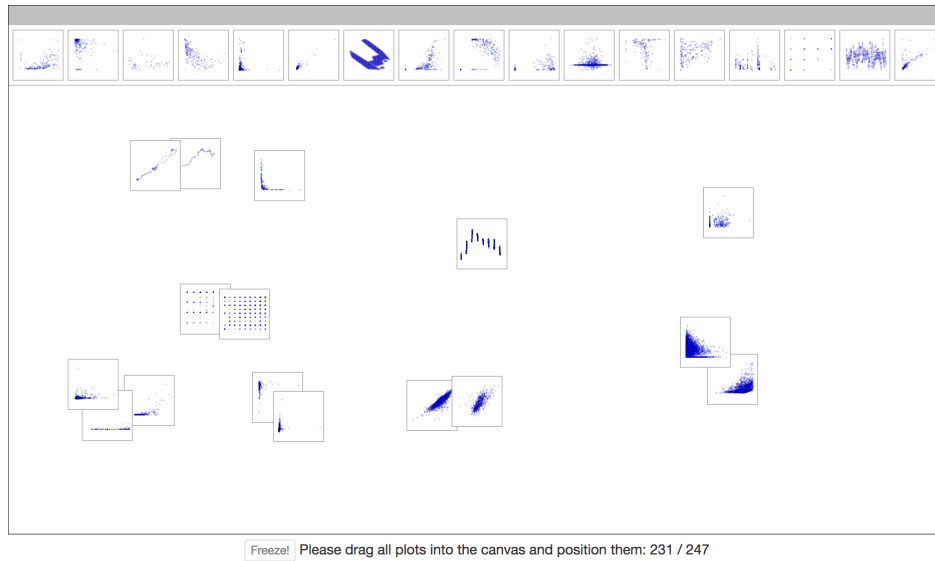 Freeze! Please drag all plots into the canvas and position them: 231 / 247